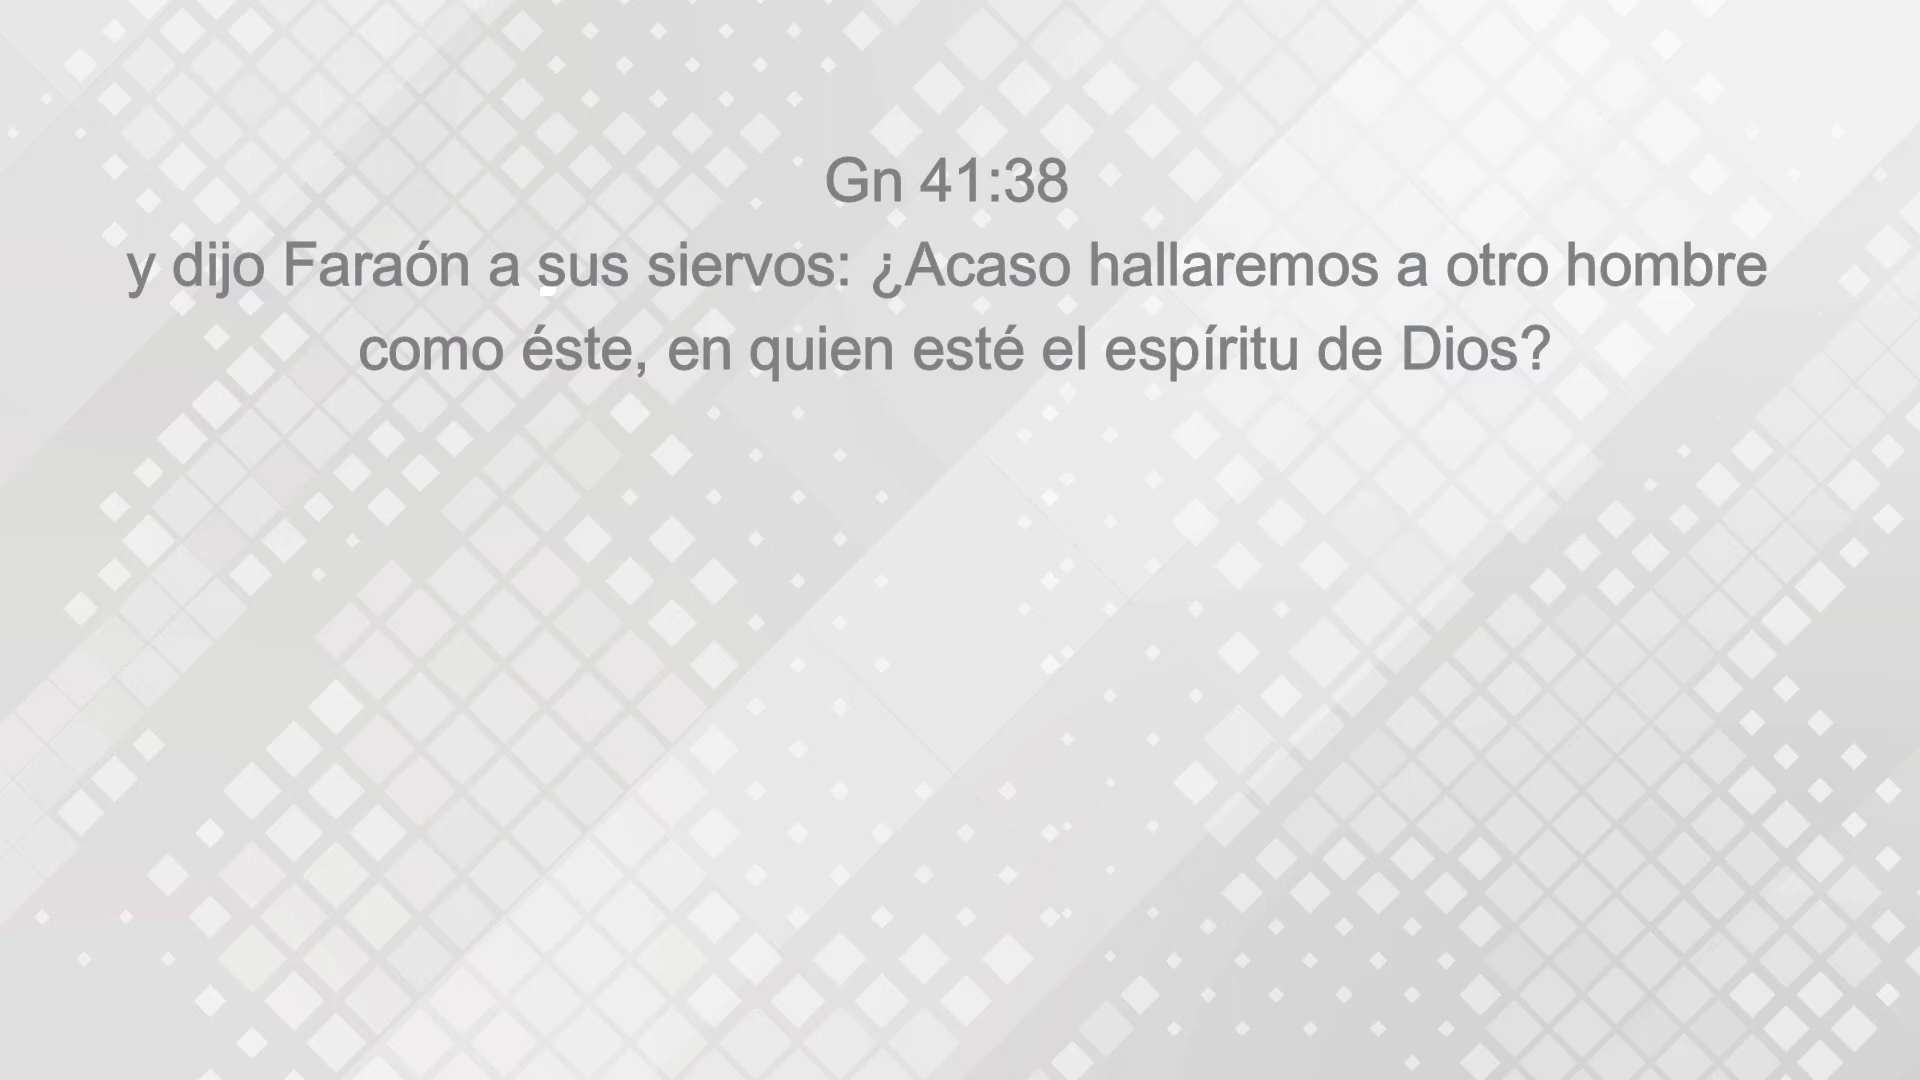 Gn 41:38
y dijo Faraón a sus siervos: ¿Acaso hallaremos a otro hombre
como éste, en quien esté el espíritu de Dios?